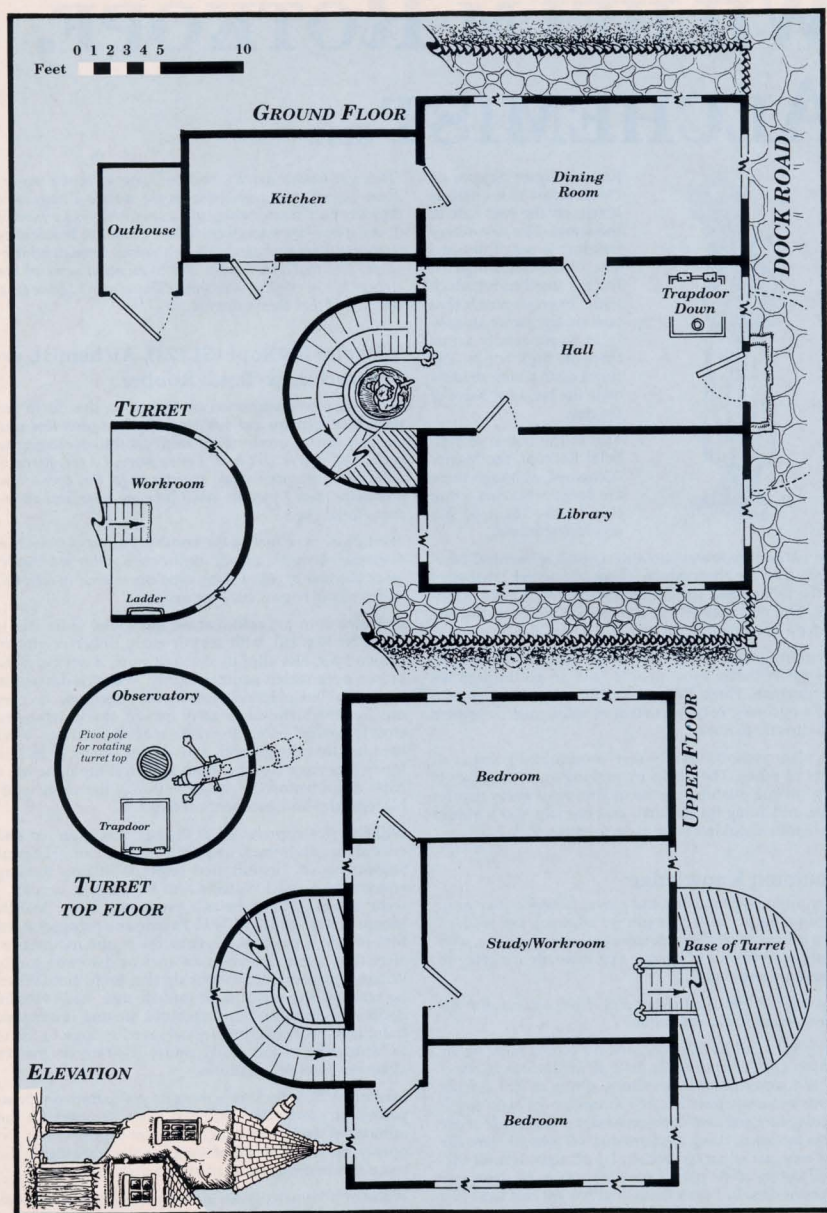 0 1 2 3 4 5 10
Feet
GROUND FLOOR
Dining
Room
Kitchen
Outhouse
DOCK ROAD
Trapdoor
Down
Hall
Library
TURRET
Workroom
Ladder
Observatory
Pivot pole
for rotating
turret top
Trapdoor
TURRET
TOP FLOOR
UPPER FLOOR
Bedroom
Study/Workroom
Base of Turret
Bedroom
ELEVATION